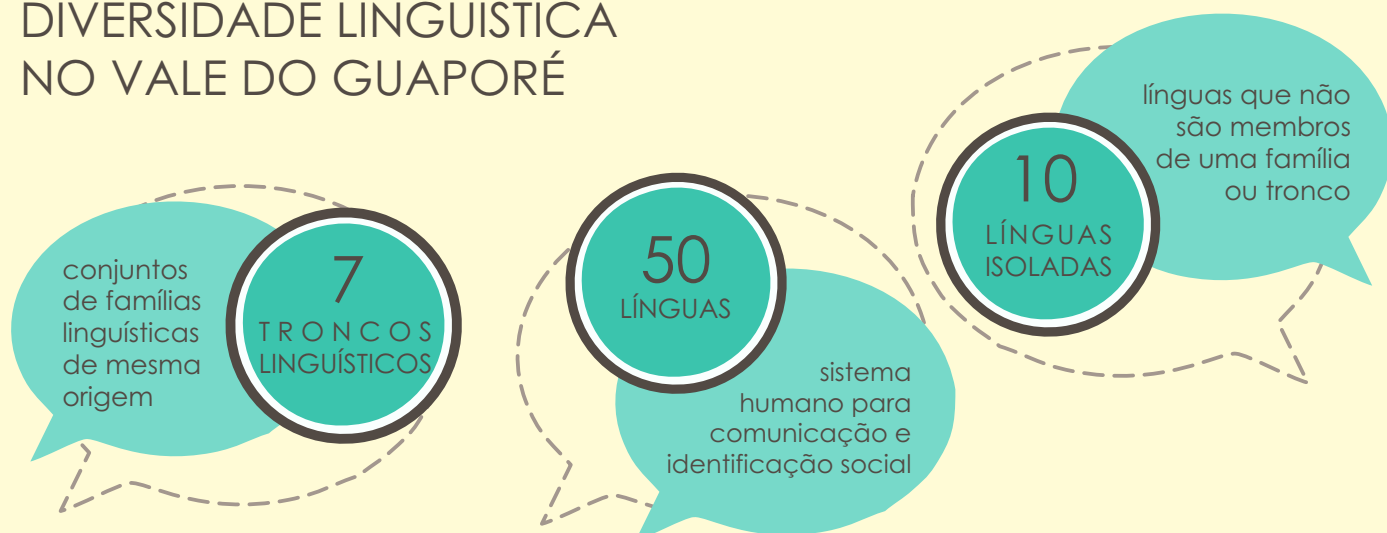 DIVERSIDADE LINGUÍSTICA
NO VALE DO GUAPORÉ
conjuntos
de famílias
linguísticas
de mesma
origem
7
TRONCOS
LINGUÍSTICOS
50
LÍNGUAS
sistema
humano para
comunicação e
identificação social
10
LÍNGUAS
ISOLADAS
línguas que não
são membros
de uma família
ou tronco